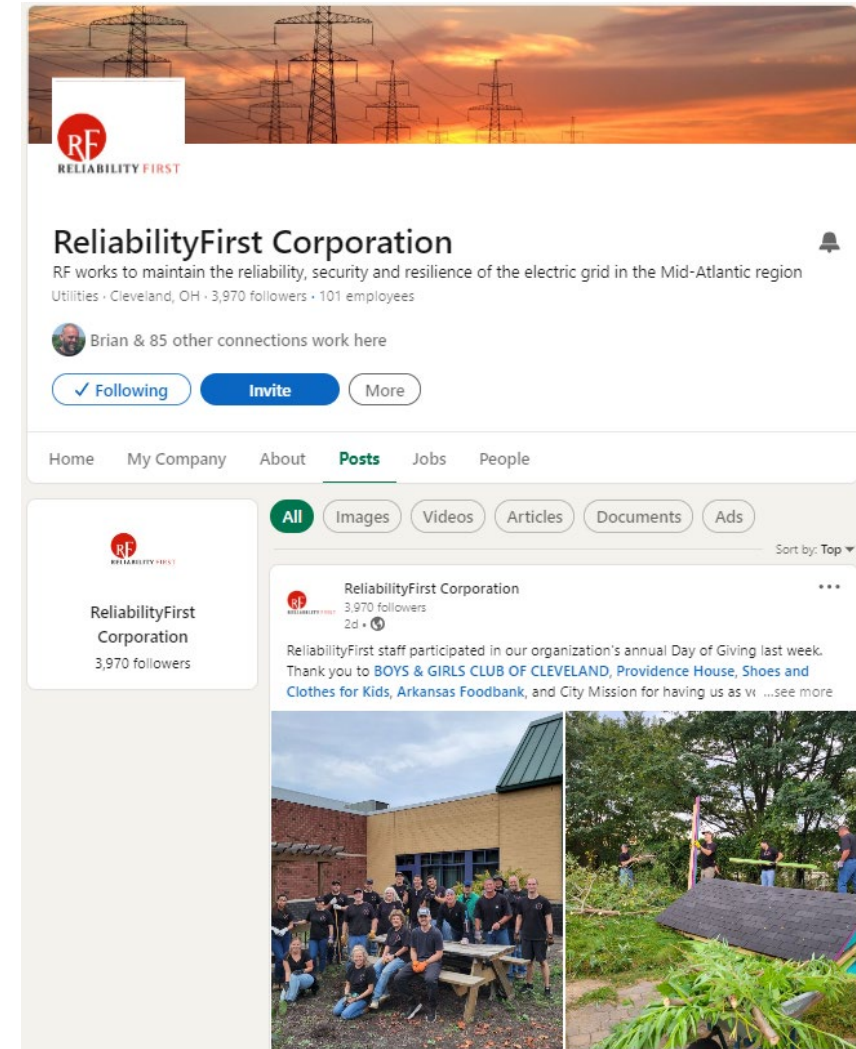 RF
RELIABILITY FIRST
ReliabilityFirst Corporation
RF works to maintain the reliability, security and resilience of the electric grid in the Mid-Atlantic region
Utilities · Cleveland, OH · 3,970 followers • 101 employees
Brian & 85 other connections work here
✓ Following
Invite
More
Home My Company About Posts Jobs People
All Images Videos Articles Documents Ads
Sort by: Top
RF
RELIABILITY FIRST
ReliabilityFirst
Corporation
3,970 followers
RF
RELIABILITY FIRST
ReliabilityFirst Corporation
3,970 followers
2d •
ReliabilityFirst staff participated in our organization's annual Day of Giving last week.
Thank you to BOYS & GIRLS CLUB OF CLEVELAND, Providence House, Shoes and
Clothes for Kids, Arkansas Foodbank, and City Mission for having us as v ...see more